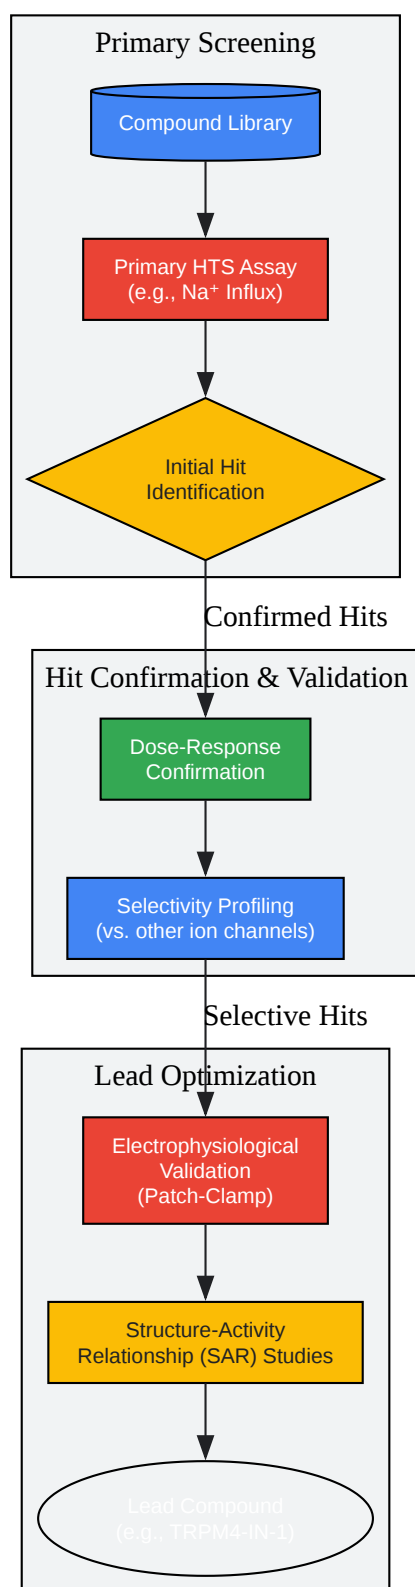 Primary Screening
Compound Library
Primary HTS Assay
(e.g., Na⁺ Influx)
Initial Hit
Identification
Confirmed Hits
Hit Confirmation & Validation
Dose-Response
Confirmation
Selectivity Profiling
(vs. other ion channels)
Selective Hits
Lead Optimization
Electrophysiological
Validation
(Patch-Clamp)
Structure-Activity
Relationship (SAR) Studies
Lead Compound
(e.g., TRPM4-IN-1)